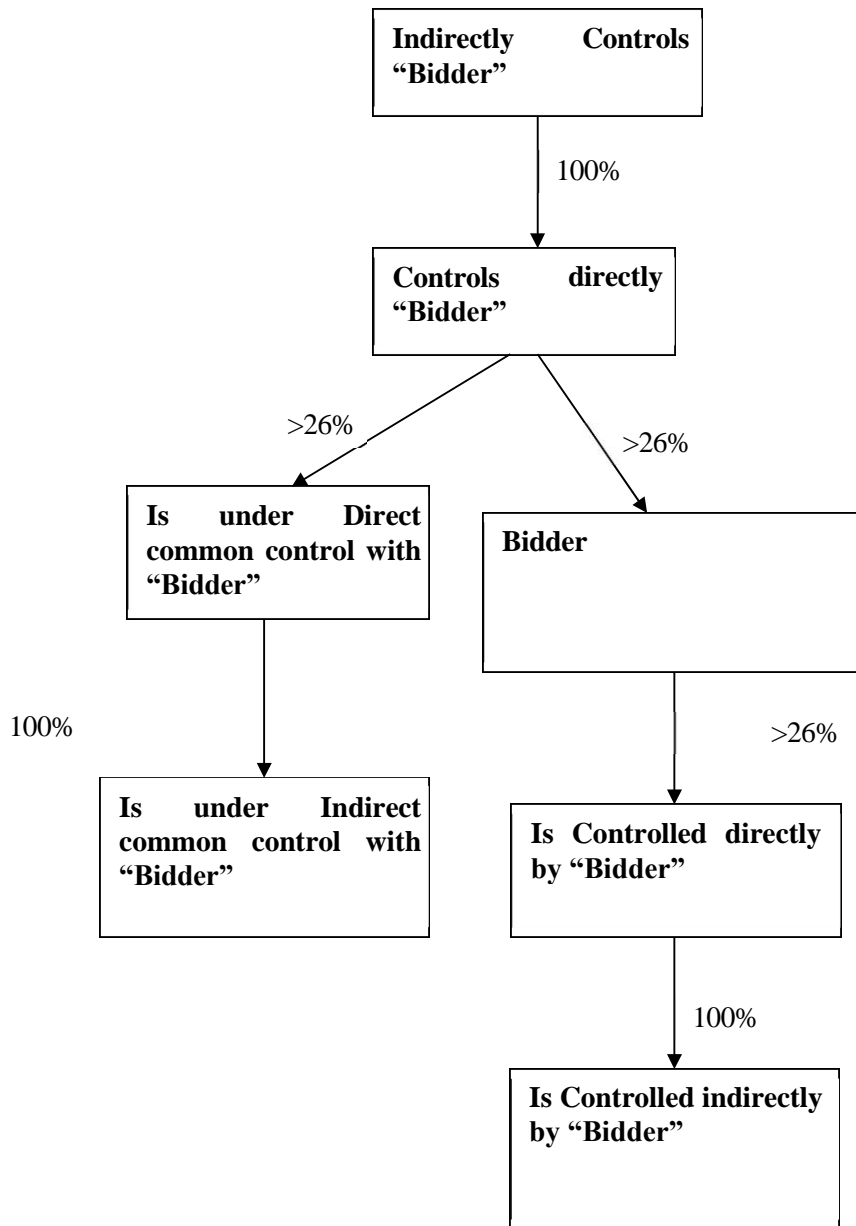 Indirectly Controls
“Bidder”
100%
Controls directly
“Bidder”
>26%
>26%
Is under Direct
common control with
“Bidder”
Bidder
100%
>26%
Is under Indirect
common control with
“Bidder”
Is Controlled directly
by “Bidder”
100%
Is Controlled indirectly
by “Bidder”